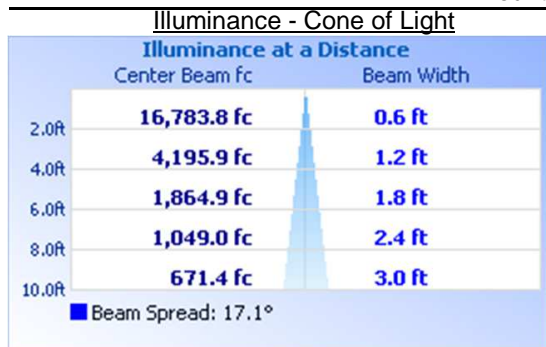 Illuminance - Cone of Light
Illuminance at a Distance
Center Beam fc Beam Width
2.0ft 16,783.8 fc 0.6 ft
4.0ft 4,195.9 fc 1.2 ft
6.0ft 1,864.9 fc 1.8 ft
8.0ft 1,049.0 fc 2.4 ft
10.0ft 671.4 fc 3.0 ft
Beam Spread: 17.1°